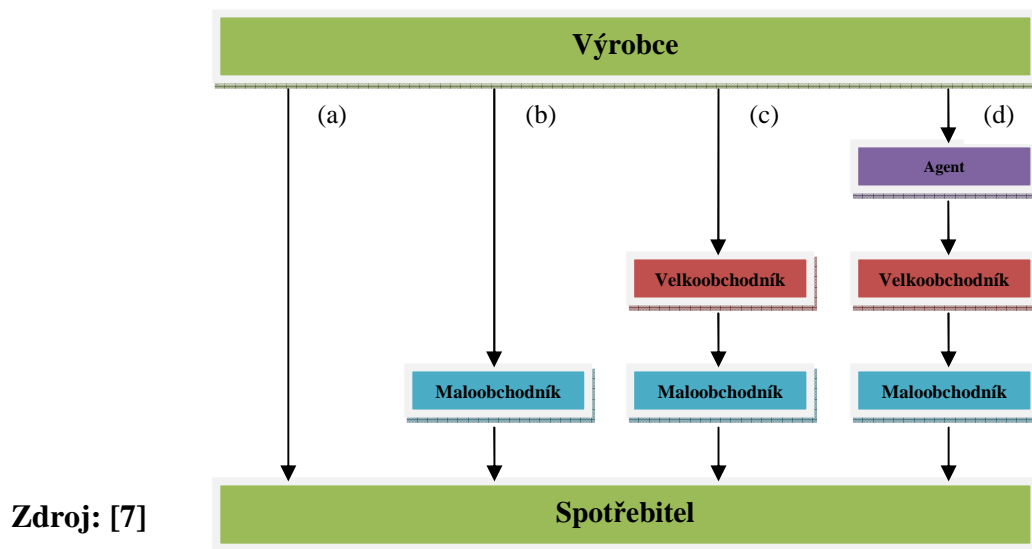 Výrobce
(a) (b) (c) (d)
Agent
Velkoobchodník Velkoobchodník
Maloobchodník Maloobchodník Maloobchodník
Spotřebitel
Zdroj: [7]